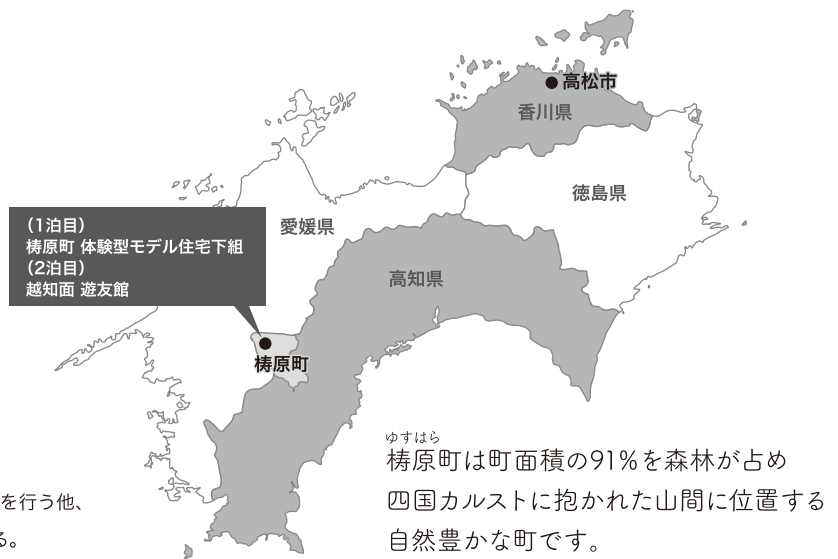 高松市
香川県
徳島県
愛媛県
高知県
（1泊目）
梼原町 体験型モデル住宅下組
（2泊目）
越知面 遊友館
梼原町
ゆすはら
梼原町は町面積の91%を森林が占め
四国カルストに抱かれた山間に位置する
自然豊かな町です。
を行う他、
る。